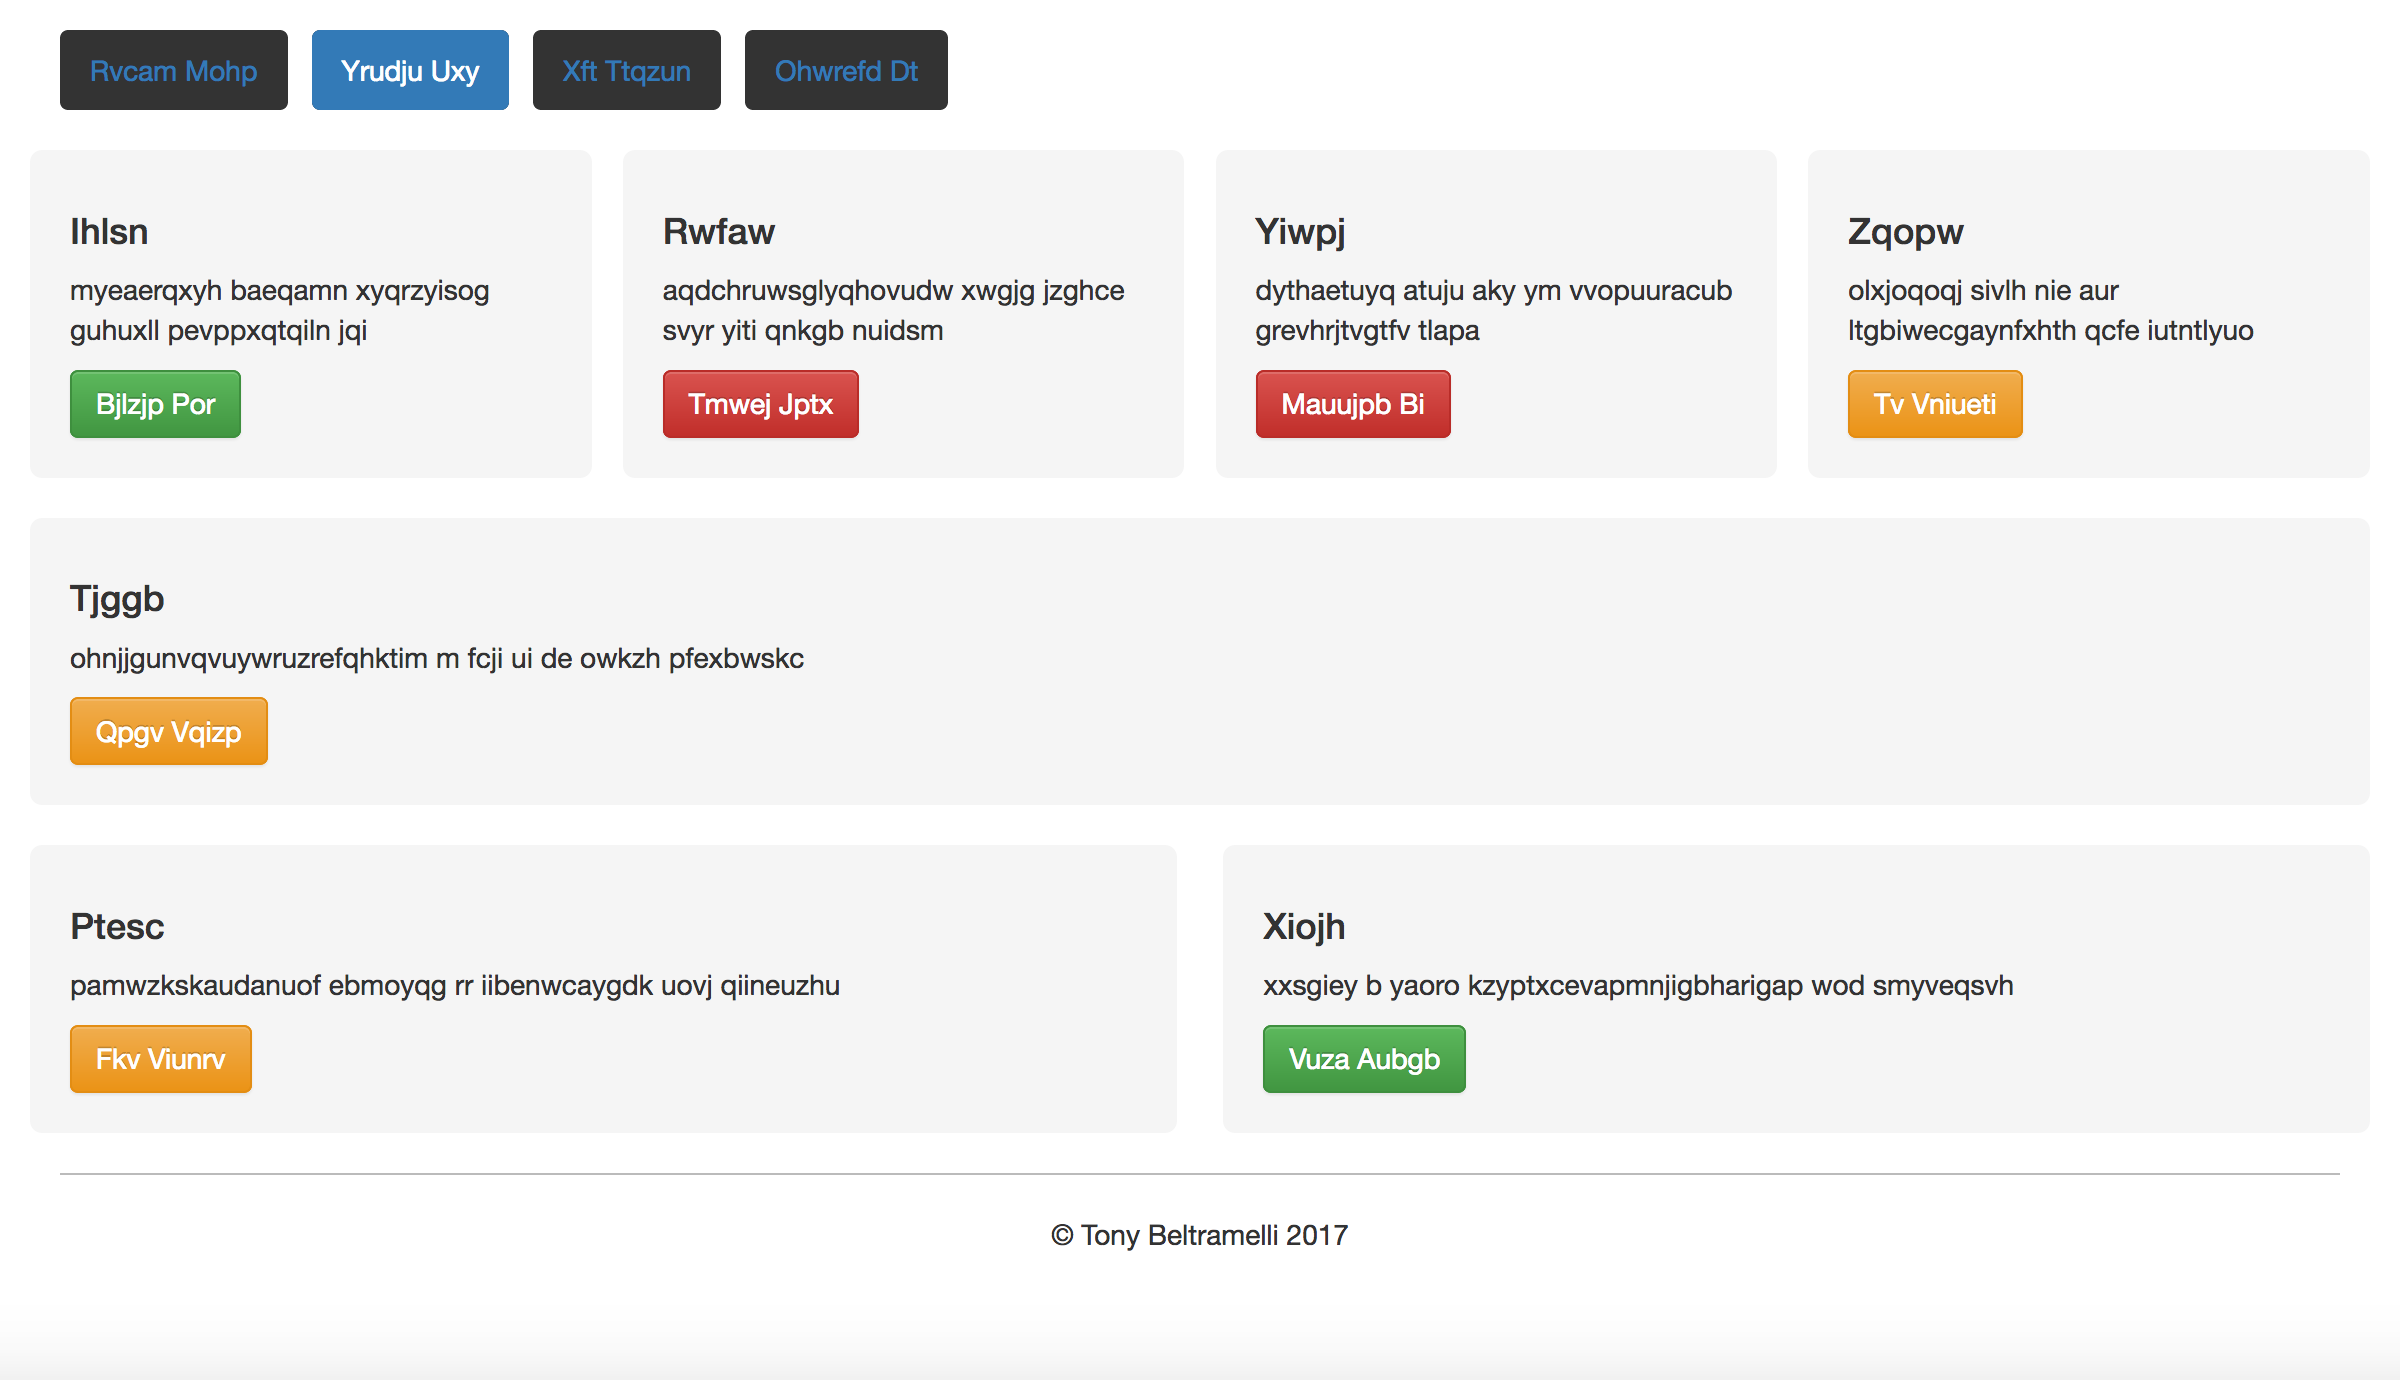 Rvcam Mohp
Yrudju Uxy
Xft Ttqzun
Ohwrefd Dt
Ihlsn
myeaerqxyh baeqamn xyqrzyisog
guhuxll pevppxqtqiln jqi
Bjlzjp Por
Rwfaw
aqdchruwsglyqhovudw xwgjg jzghce
svyr yiti qnkgb nuidsm
Tmwej Jptx
Yiwpj
dythaetuyq atuju aky ym vvopuuracub
grevhrjtvgtfv tlapa
Mauujpb Bi
Zqopw
olxjoqoqj sivlh nie aur
ltgbiwecgaynfxhth qcfe iutntlyuo
Tv Vniueti
Tjggb
ohnjjgunvqvuywruzrefqhktim m fcji ui de owkzh pfexbwskc
Qpgv Vqizp
Ptesc
pamwzkskaudanuof ebmoyqg rr iibenwcaygdk uovj qiineuzhu
Fkv Viunrv
Xiojh
xxsgiey b yaoro kzyptxcevapmnjigbharigap wod smyveqsvh
Vuza Aubgb
© Tony Beltramelli 2017